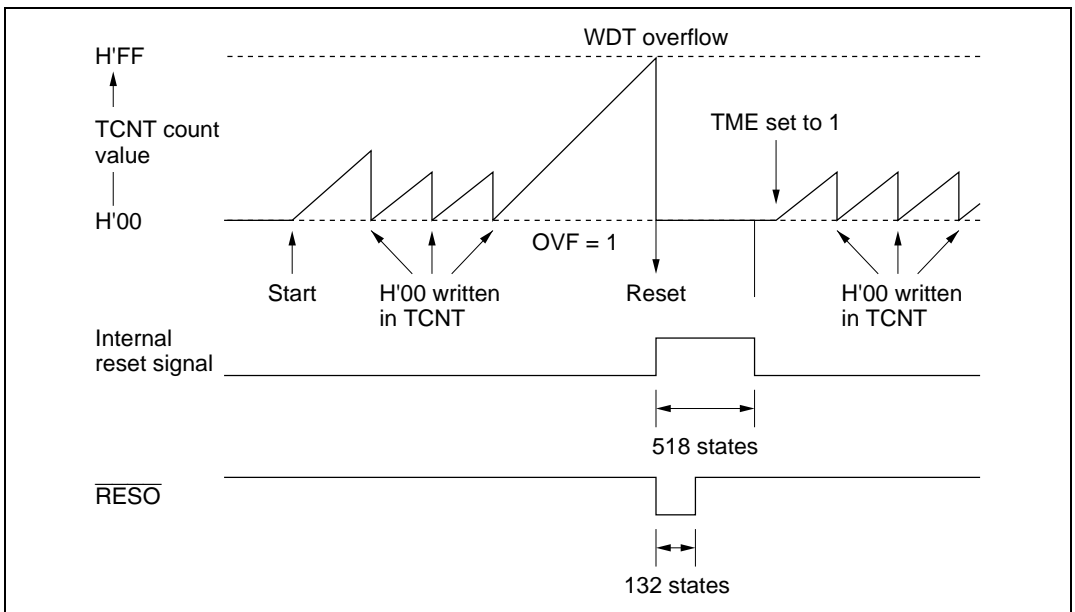 WDT overflow
H'FF
TCNT count
value
TME set to 1
H'00
OVF = 1
Start
H'00 written
in TCNT
Reset
H'00 written
in TCNT
Internal
reset signal
518 states
RESO
132 states